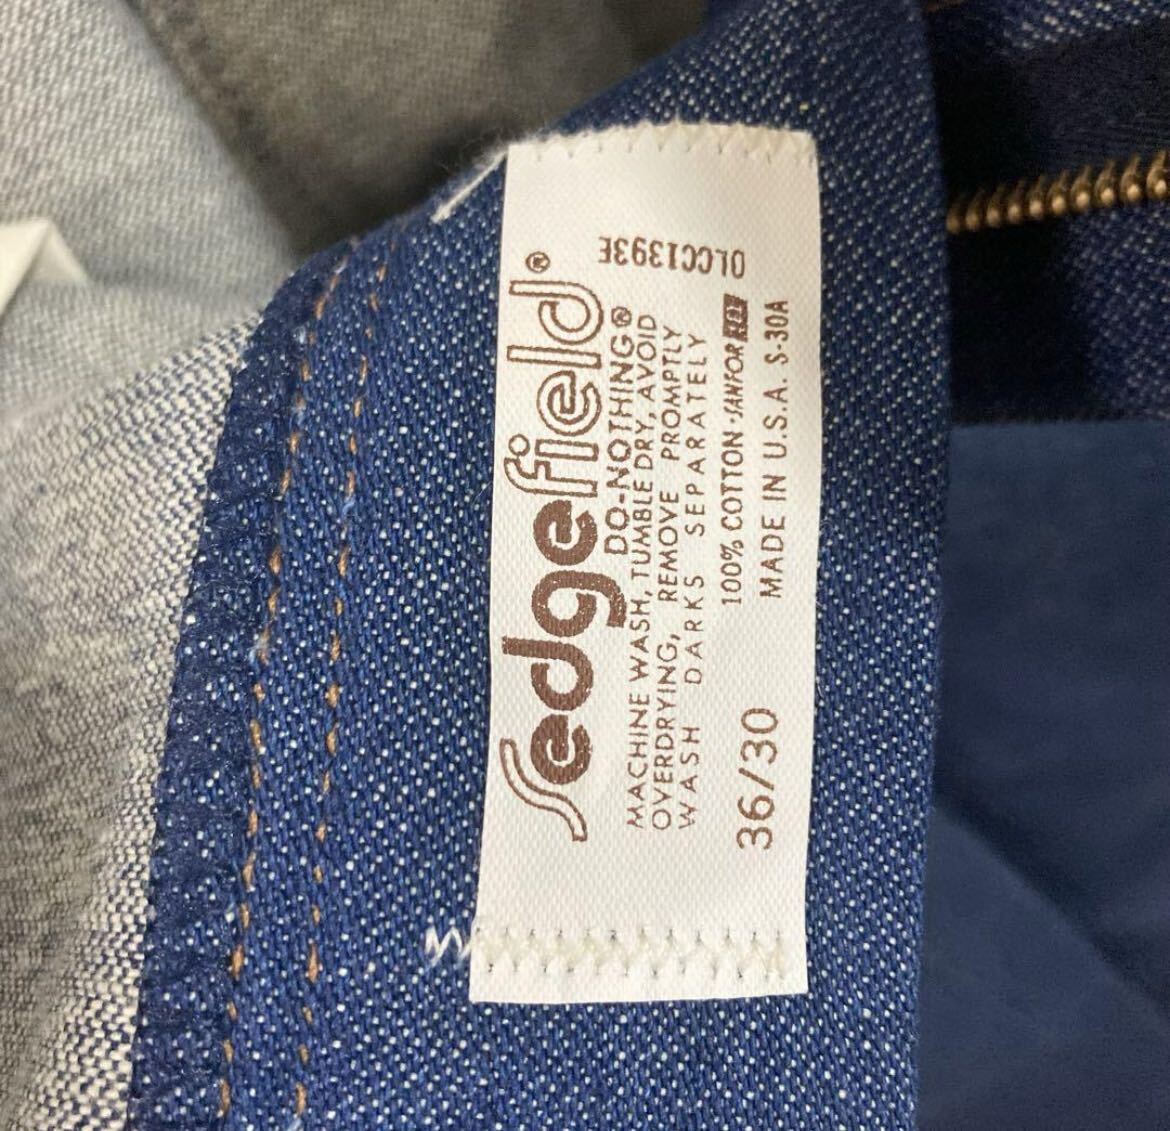 Sedgefield®
DO-NOTHING®
MACHINE WASH, TUMBLE DRY, AVOID
OVERDRYING, REMOVE PROMPTLY
WASH DARKS SEPARATELY
100% COTTON ·SANFOR SET
MADE IN U.S.A. S-30A
36/30
OLCC1393E